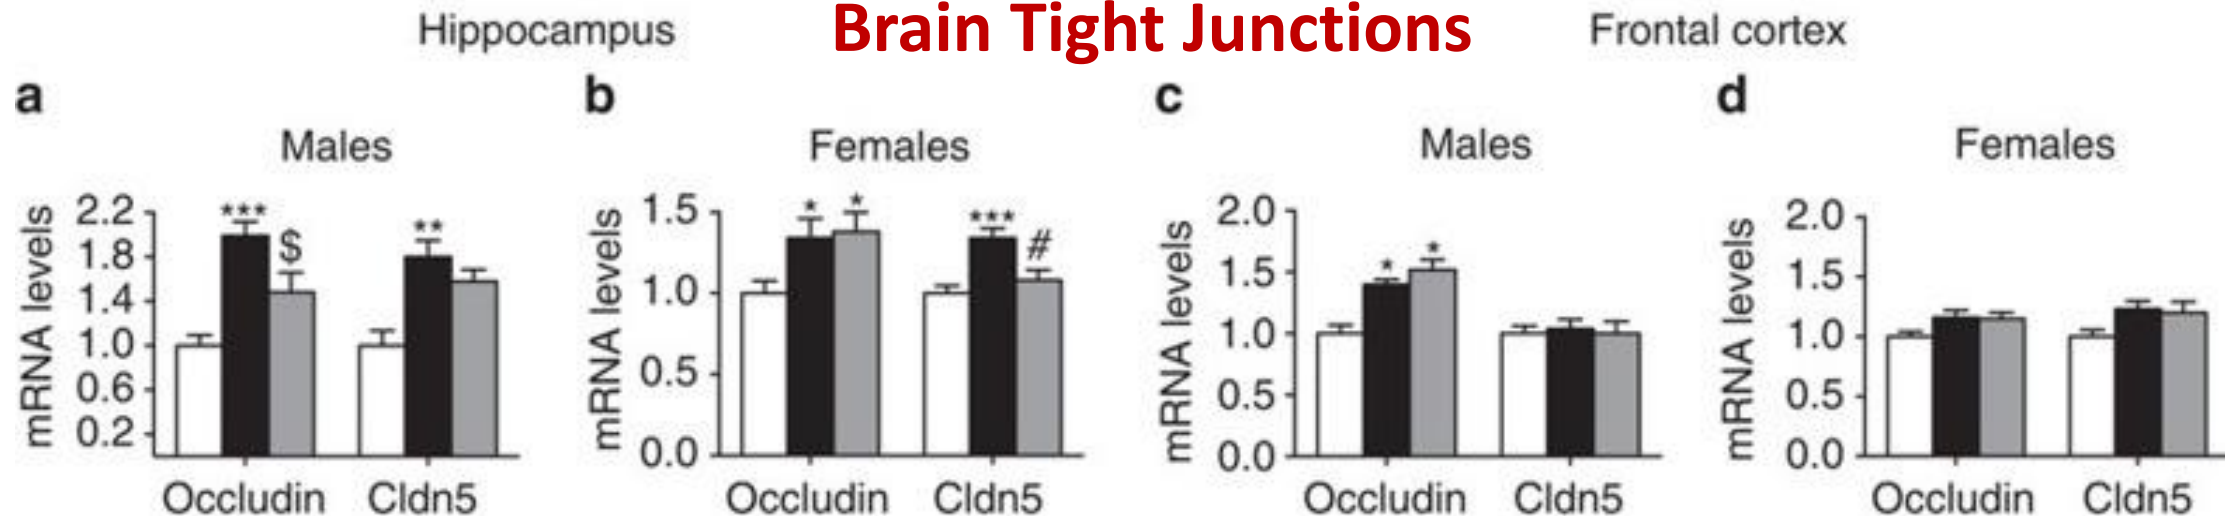 Hippocampus
Brain Tight Junctions
Frontal cortex
a
Males
mRNA levels
2.2
1.8
1.4
1.0
0.6
0.2
***
$
**
Occludin
Cldn5
b
Females
mRNA levels
1.5
1.0
0.5
0.0
*
*
***
#
Occludin
Cldn5
c
Males
mRNA levels
2.0
1.5
1.0
0.5
0.0
*
*
Occludin
Cldn5
d
Females
mRNA levels
2.0
1.5
1.0
0.5
0.0
Occludin
Cldn5